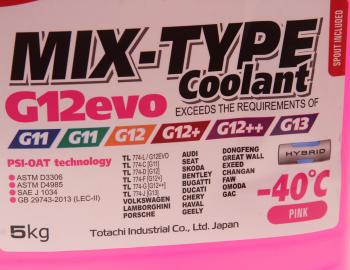 SPOUT INCLUDED
MIX-TYPE
Coolant
G12evo
EXCEEDS THE REQUIREMENTS OF
G11 G11 G12 G12+ G12++ G13
PSI-OAT technology
• ASTM D3306
• ASTM D4985
• SAE J 1034
• GB 29743-2013 (LEC-II)
TL 774-L / G12EVO
TL 774-C [G11]
TL 774-D [G12]
TL 774-F [G12+]
TL 774-G [G12++]
TL 774-J [G13]
VOLKSWAGEN
LAMBORGHINI
PORSCHE
AUDI
SEAT
SKODA
BENTLEY
BUGATTI
DUCATI
CHERY
HAVAL
GEELY
DONGFENG
GREAT WALL
EXEED
CHANGAN
FAW
OMODA
GAC
HYBRID
-40°C
PINK
5kg
Totachi Industrial Co., Ltd. Japan